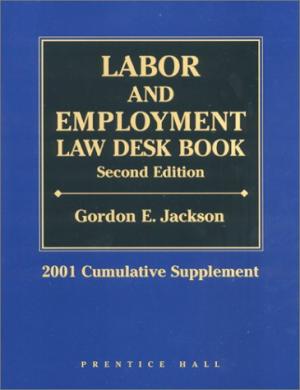 LABOR
AND
EMPLOYMENT
LAW DESK BOOK
Second Edition
Gordon E. Jackson
2001 Cumulative Supplement
PRENTICE HALL